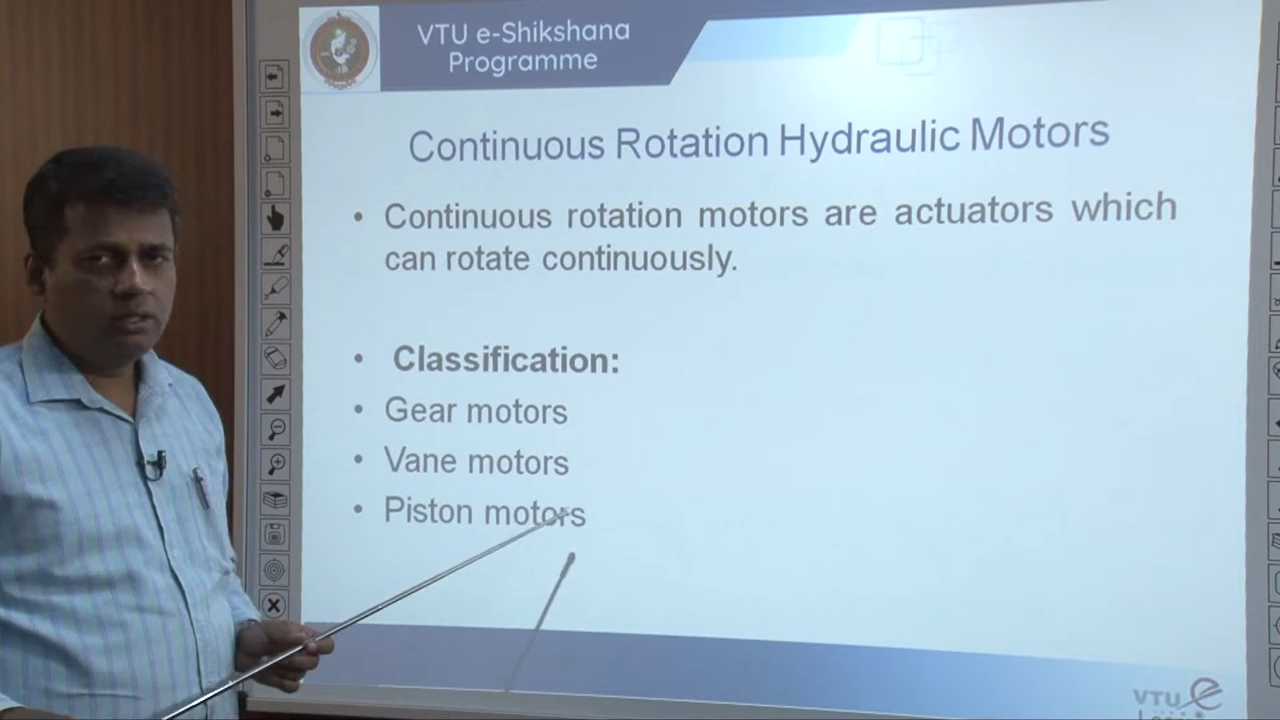 VTU e-Shikshana
Programme
Continuous Rotation Hydraulic Motors
• Continuous rotation motors are actuators which
can rotate continuously.
• Classification:
• Gear motors
• Vane motors
• Piston motors
VTU e